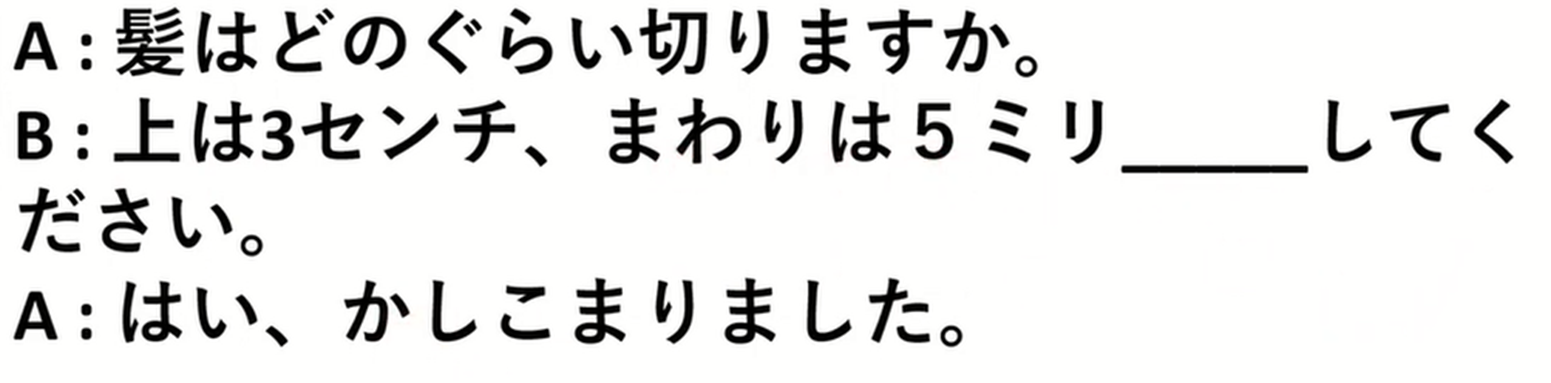 A : 髪はどのぐらい切りますか。
B : 上は3センチ、まわりは５ミリ_____してく
ださい。
A : はい、かしこまりました。